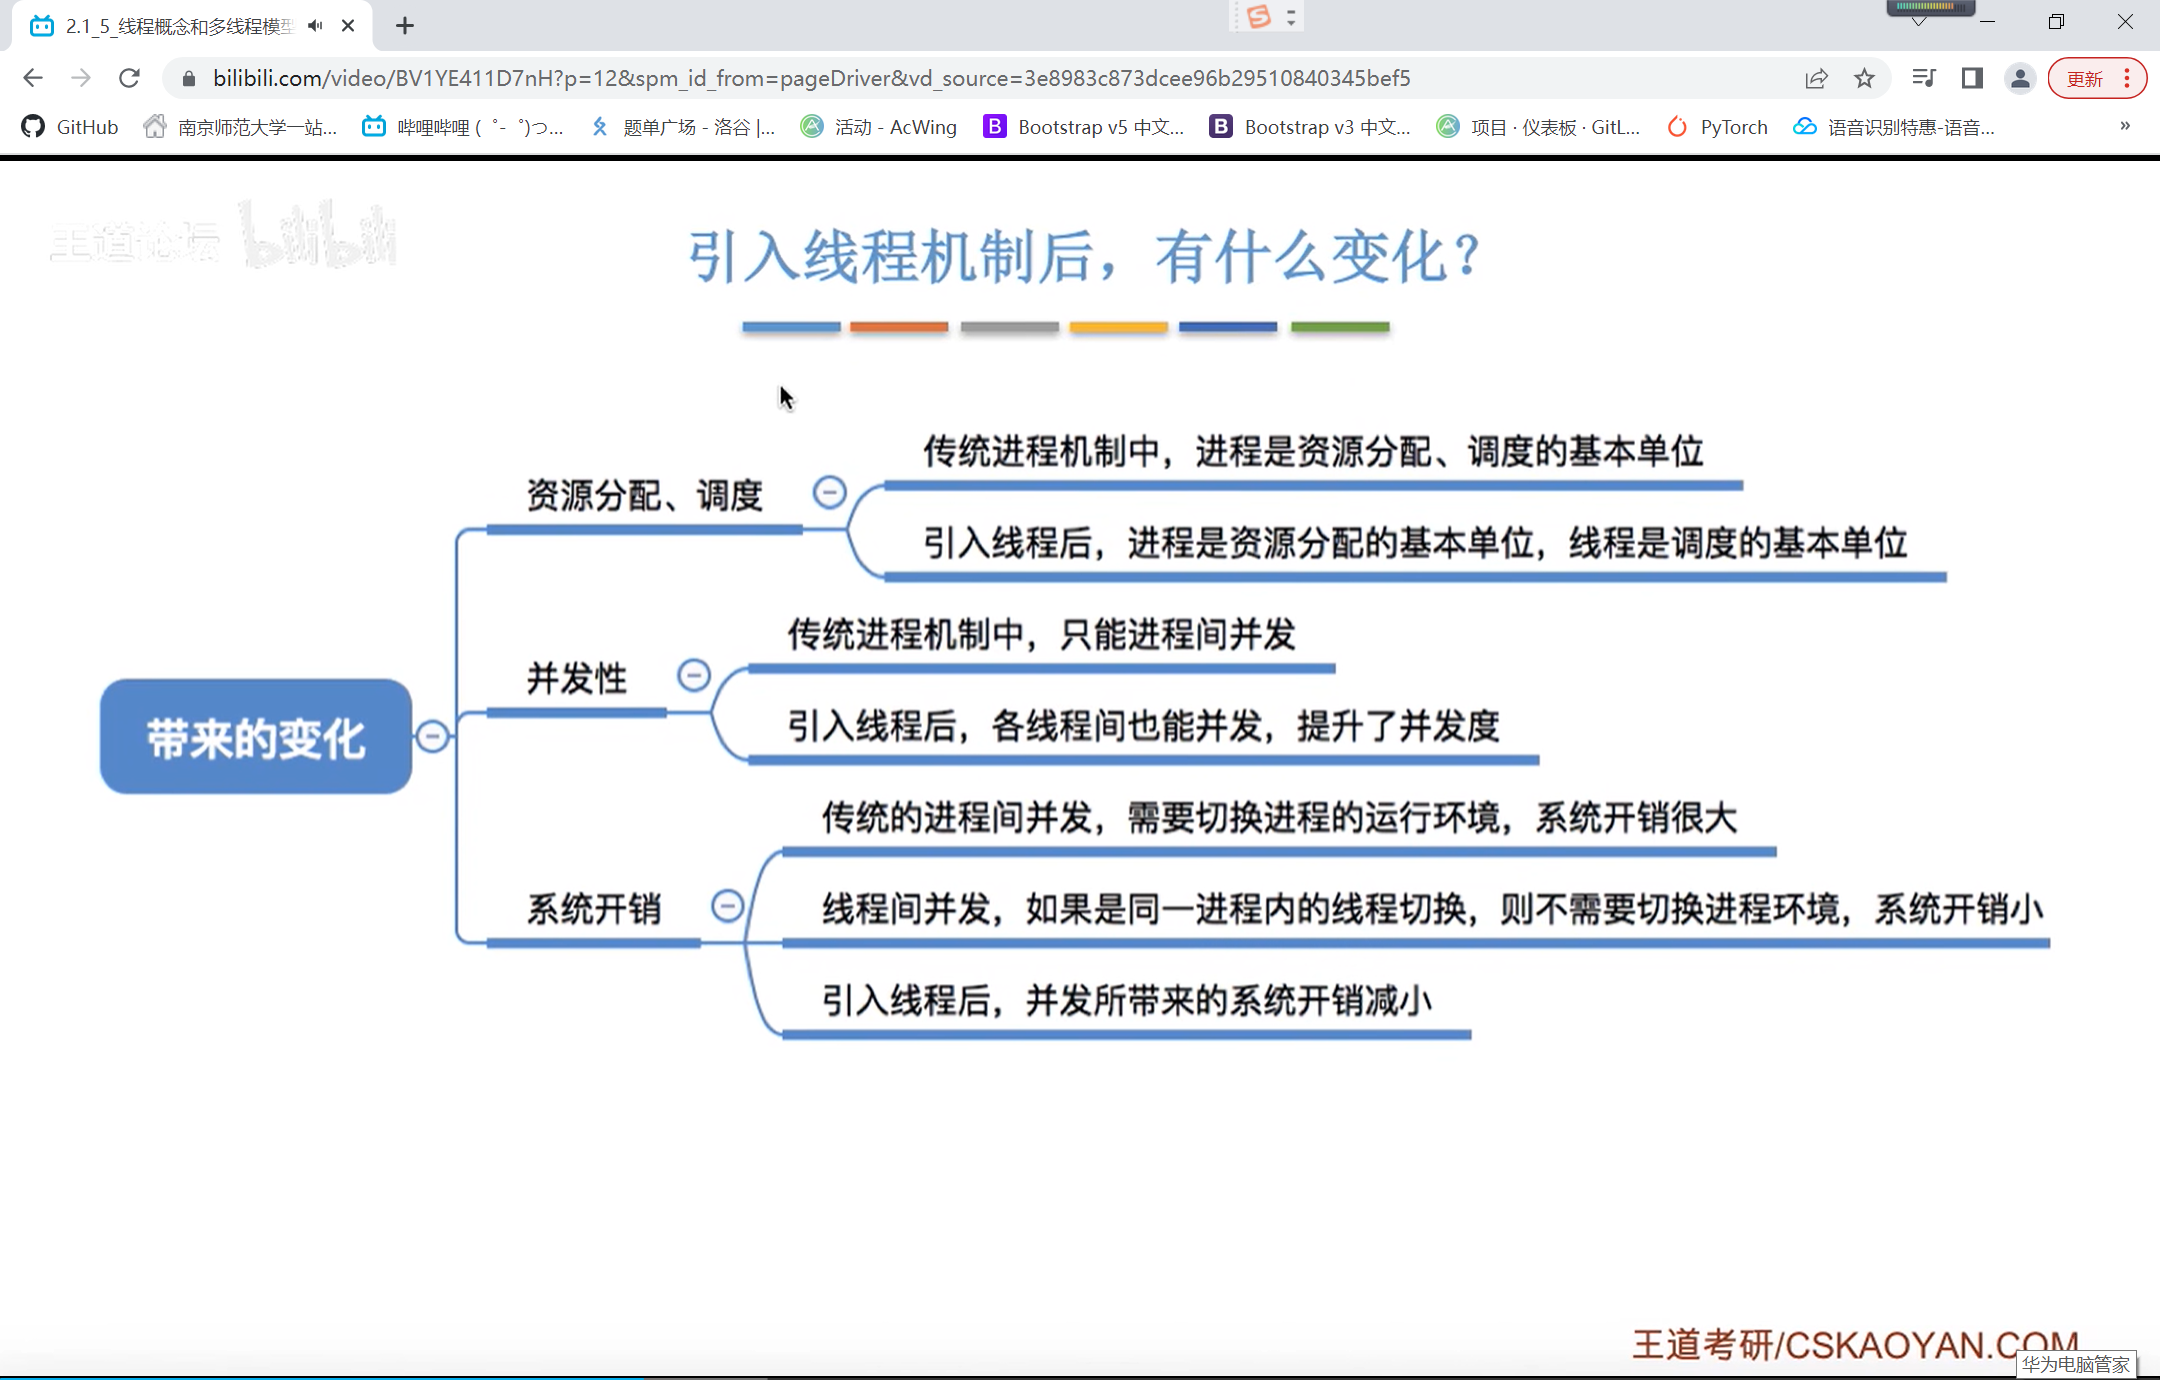 2.1_5_线程概念和多线程模型
bilibili.com/video/BV1YE411D7nH?p=12&spm_id_from=pageDriver&vd_source=3e8983c873dcee96b29510840345bef5
更新
GitHub
南京师范大学一站...
哔哩哔哩 ( ゜- ゜)つ...
题单广场 - 洛谷 |...
活动 - AcWing
Bootstrap v5 中文...
Bootstrap v3 中文...
项目 · 仪表板 · GitL...
PyTorch
语音识别特惠-语音...
»
王道论坛 bilibili
引入线程机制后，有什么变化？
传统进程机制中，进程是资源分配、调度的基本单位
资源分配、调度
引入线程后，进程是资源分配的基本单位，线程是调度的基本单位
传统进程机制中，只能进程间并发
并发性
引入线程后，各线程间也能并发，提升了并发度
带来的变化
传统的进程间并发，需要切换进程的运行环境，系统开销很大
系统开销
线程间并发，如果是同一进程内的线程切换，则不需要切换进程环境，系统开销小
引入线程后，并发所带来的系统开销减小
王道考研/CSKAOYAN.COM
华为电脑管家